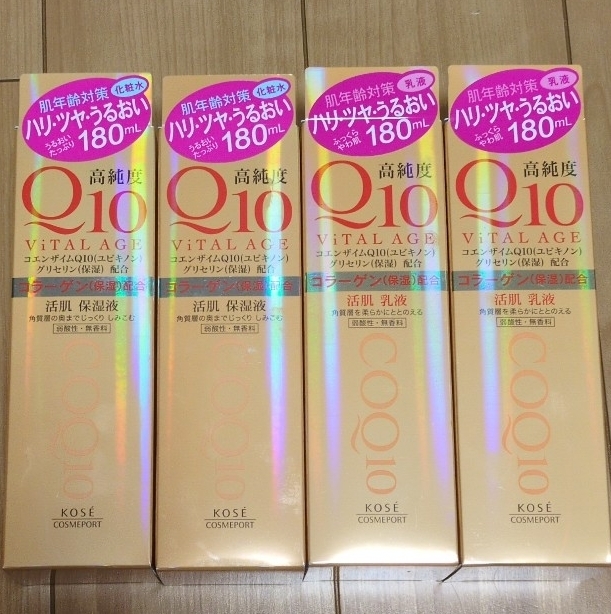 肌年齢対策 化粧水
ハリ・ツヤ・うるおい
うるおい
たっぷり 180mL
高純度
Q10
ViTAL AGE
コエンザイムQ10(ユビキノン)
グリセリン(保湿) 配合
コラーゲン(保湿)配合
活肌 保湿液
角質層の奥までじっくり しみこむ
弱酸性・無香料
COQ10
KOSÉ
COSMEPORT
肌年齢対策 化粧水
ハリ・ツヤ・うるおい
うるおい
たっぷり 180mL
高純度
Q10
ViTAL AGE
コエンザイムQ10(ユビキノン)
グリセリン(保湿) 配合
コラーゲン(保湿)配合
活肌 保湿液
角質層の奥までじっくり しみこむ
弱酸性・無香料
COQ10
KOSÉ
COSMEPORT
肌年齢対策 乳液
ハリ・ツヤ・うるおい
ふっくら
やわ肌 180mL
高純度
Q10
ViTAL AGE
コエンザイムQ10(ユビキノン)
グリセリン(保湿) 配合
コラーゲン(保湿)配合
活肌 乳液
角質層を柔らかにととのえる
弱酸性・無香料
COQ10
KOSÉ
COSMEPORT
肌年齢対策 乳液
ハリ・ツヤ・うるおい
ふっくら
やわ肌 180mL
高純度
Q10
ViTAL AGE
コエンザイムQ10(ユビキノン)
グリセリン(保湿) 配合
コラーゲン(保湿)配合
活肌 乳液
角質層を柔らかにととのえる
弱酸性・無香料
COQ10
KOSÉ
COSMEPORT